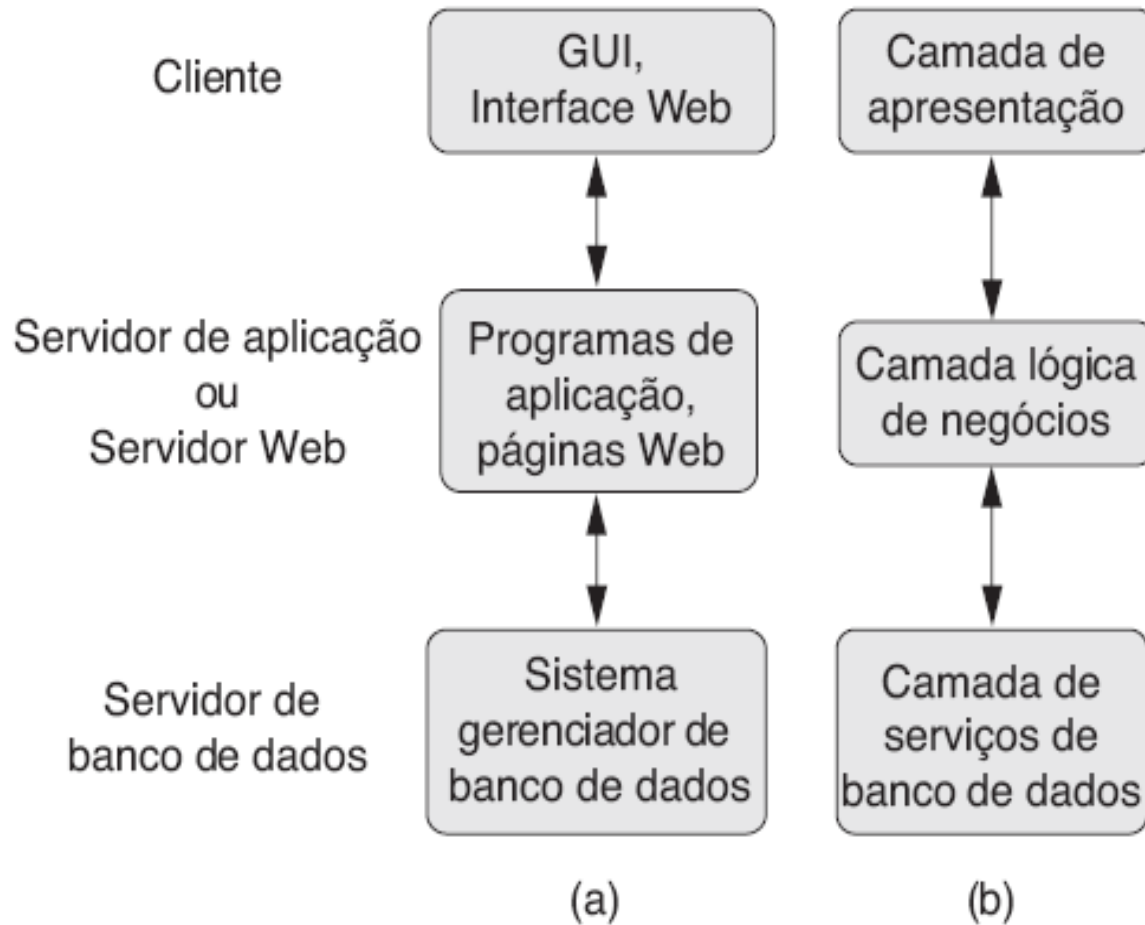 Cliente
GUI,
Interface Web
Camada de
apresentação
Servidor de aplicação
ou
Servidor Web
Programas de
aplicação,
páginas Web
Camada lógica
de negócios
Servidor de
banco de dados
Sistema
gerenciador de
banco de dados
Camada de
serviços de
banco de dados
(a)
(b)